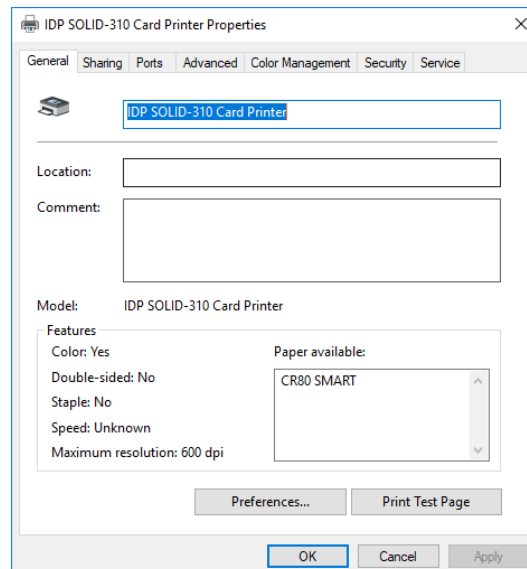 IDP SOLID-310 Card Printer Properties
General Sharing Ports Advanced Color Management Security Service
IDP SOLID-310 Card Printer
Location:
Comment:
Model: IDP SOLID-310 Card Printer
Features
Color: Yes
Paper available:
Double-sided: No
CR80 SMART
Staple: No
Speed: Unknown
Maximum resolution: 600 dpi
Preferences...
Print Test Page
OK
Cancel
Apply